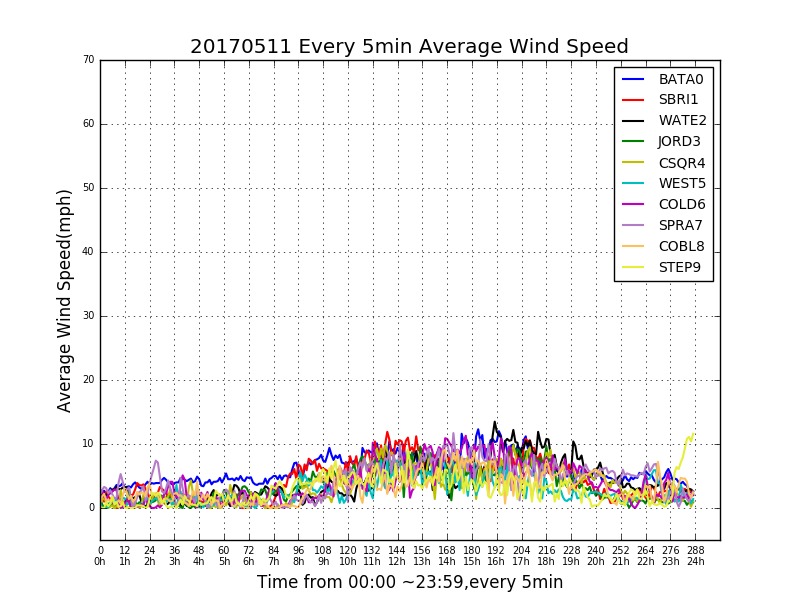 20170511 Every 5min Average Wind Speed
70
60
50
40
30
20
10
0
Average Wind Speed(mph)
BATA0
SBRI1
WATE2
JORD3
CSQR4
WEST5
COLD6
SPRA7
COBL8
STEP9
0 12 24 36 48 60 72 84 96 108 120 132 144 156 168 180 192 204 216 228 240 252 264 276 288
0h 1h 2h 3h 4h 5h 6h 7h 8h 9h 10h 11h 12h 13h 14h 15h 16h 17h 18h 19h 20h 21h 22h 23h 24h
Time from 00:00 ~23:59,every 5min